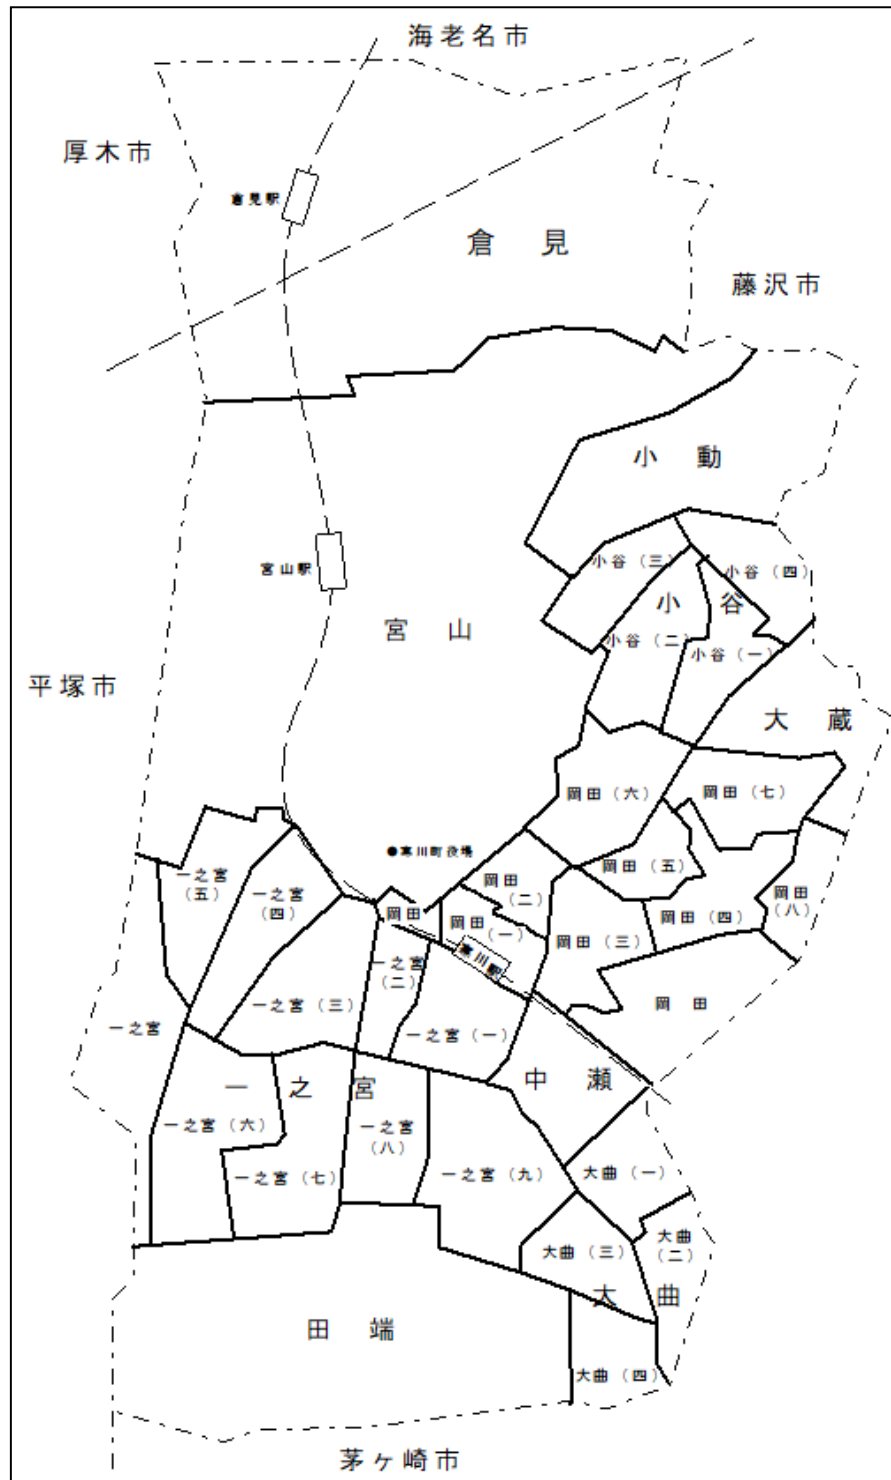 海老名市
厚木市
倉見駅
倉見
藤沢市
小動
小谷（三）
小谷（四）
小谷
宮山駅
宮山
小谷（二）
小谷（一）
平塚市
大蔵
岡田（六）
岡田（七）
●寒川町役場
岡田（五）
一之宮
（五）
一之宮
（四）
岡田
（二）
岡田
（八）
岡田
岡田（一）
岡田（四）
岡田（三）
寒川駅
一之宮
（二）
一之宮（三）
岡田
一之宮
一之宮（一）
一之宮
中瀬
一之宮（六）
一之宮
（八）
一之宮（七）
一之宮（九）
大曲（一）
大曲
（二）
大曲（三）
大曲
田端
大曲（四）
茅ヶ崎市